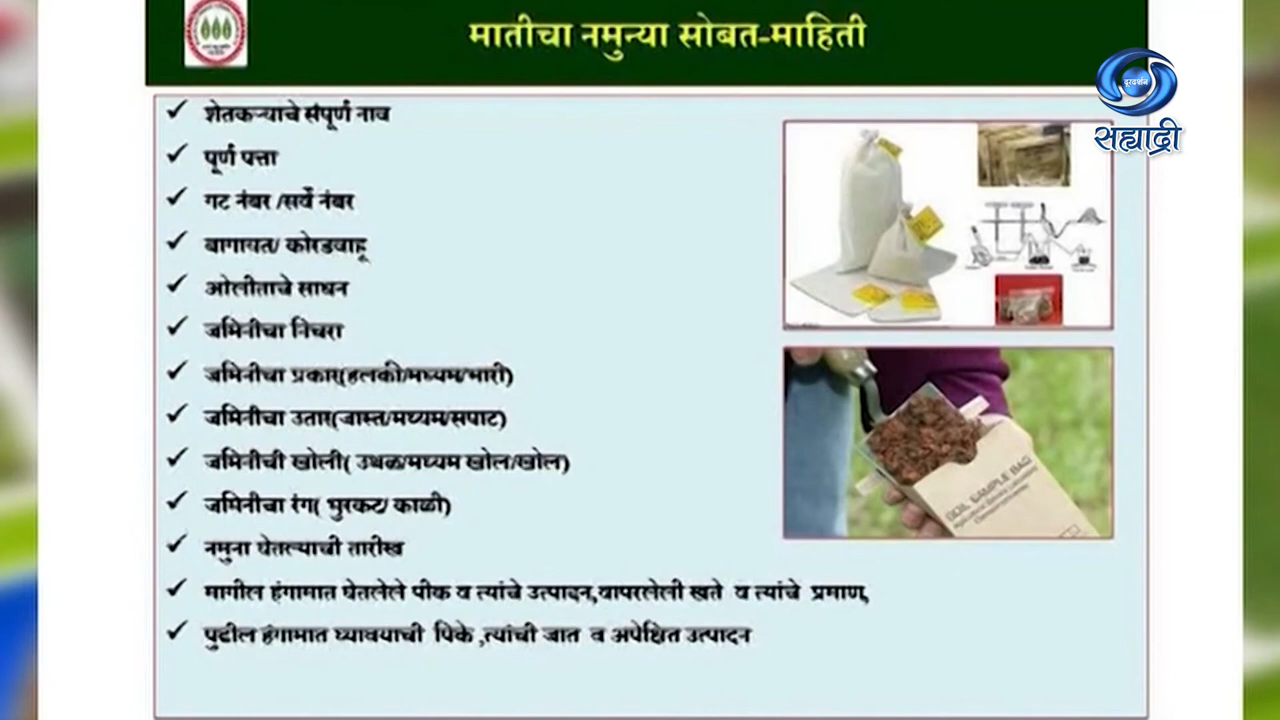 मातीचा नमुन्या सोबत-माहिती
दूरदर्शन
सह्याद्री
✓ शेतकऱ्याचे संपूर्ण नाव
✓ पूर्ण पत्ता
✓ गट नंबर /सर्वे नंबर
✓ बागायत/ कोरडवाहू
✓ ओलीताचे साधन
✓ जमिनीचा निचरा
✓ जमिनीचा प्रकार(हलकी/मध्यम/भारी)
✓ जमिनीचा उतार(जास्त/मध्यम/सपाट)
✓ जमिनीची खोली( उथळ/मध्यम खोल/खोल)
✓ जमिनीचा रंग( भुरकट/ काळी)
✓ नमुना घेतल्याची तारीख
✓ मागील हंगामात घेतलेले पीक व त्यांचे उत्पादन,वापरलेली खते व त्यांचे प्रमाण,
✓ पुढील हंगामात घ्यावयाची पिके ,त्यांची जात व अपेक्षित उत्पादन
SOIL SAMPLE BAG